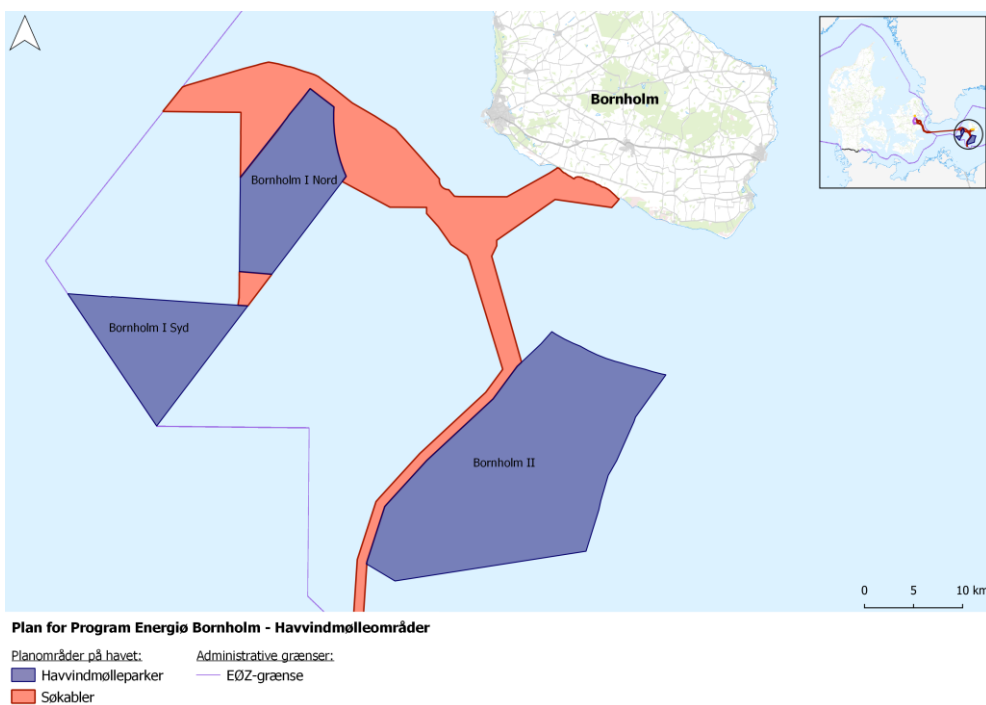 Bornholm
Bornholm I Nord
Bornholm I Syd
Bornholm II
0 5 10 km
Plan for Program Energiø Bornholm - Havvindmølleområder
Planområder på havet:
Havvindmølleparker
Søkabler
Administrative grænser:
EØZ-grænse